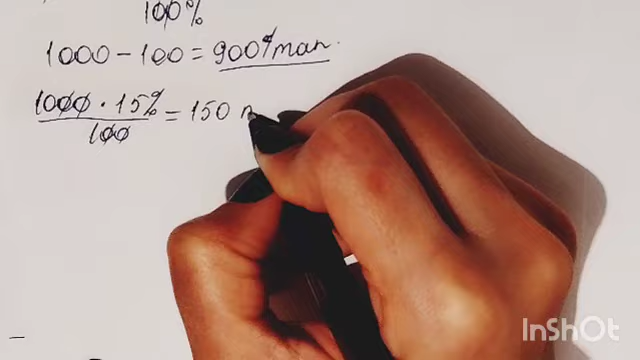 100%
1000 - 100 = 900 man.
1000 · 15% / 100 = 150 m
InShOt